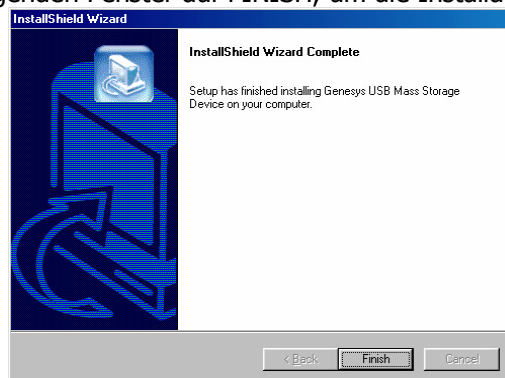 genden Fenster auf FINISH, um die Installa
InstallShield Wizard
InstallShield Wizard Complete
Setup has finished installing Genesys USB Mass Storage
Device on your computer.
< Back
Finish
Cancel